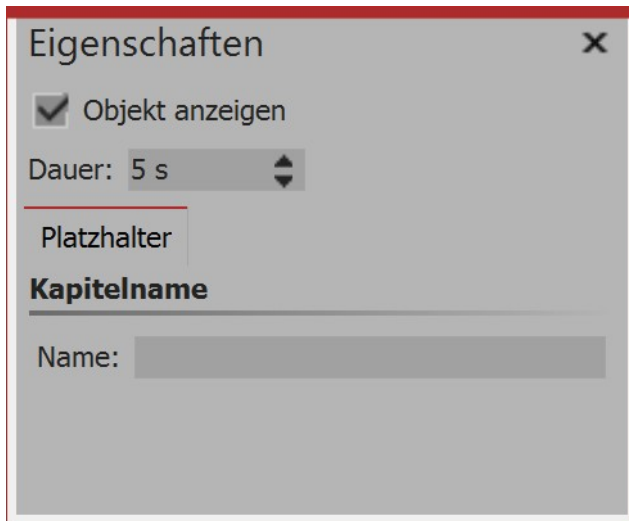 Eigenschaften
Objekt anzeigen
Dauer: 5 s
Platzhalter
Kapitelname
Name: